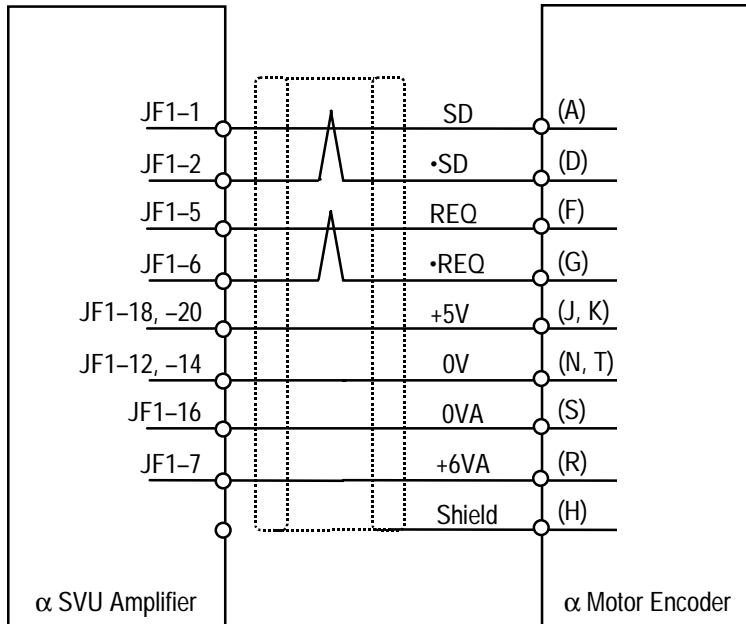 JF1–1 SD (A)
JF1–2 •SD (D)
JF1–5 REQ (F)
JF1–6 •REQ (G)
JF1–18, –20 +5V (J, K)
JF1–12, –14 0V (N, T)
JF1–16 0VA (S)
JF1–7 +6VA (R)
Shield (H)
α SVU Amplifier α Motor Encoder